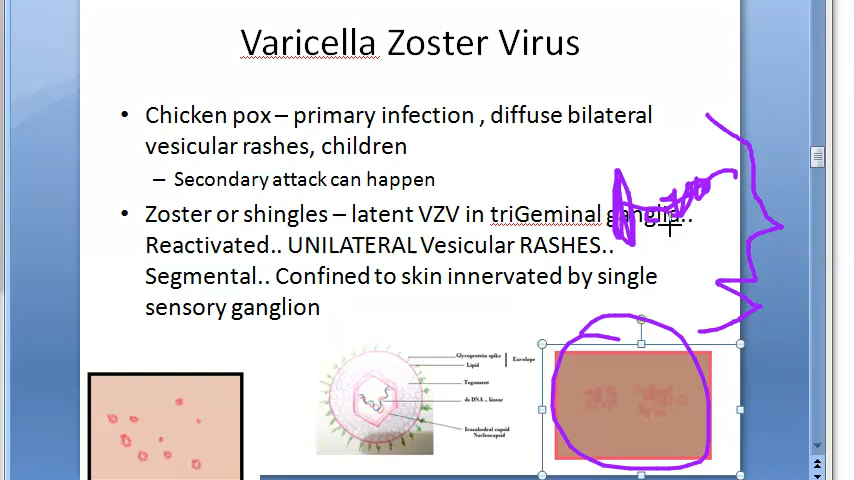 Varicella Zoster Virus
• Chicken pox – primary infection , diffuse bilateral
vesicular rashes, children
– Secondary attack can happen
• Zoster or shingles – latent VZV in triGeminal ganglia..
Reactivated.. UNILATERAL Vesicular RASHES..
Segmental.. Confined to skin innervated by single
sensory ganglion
Glycoprotein spike
Envelope
Lipid
Tegument
ds DNA – linear
Icosahedral capsid
Nucleocapsid